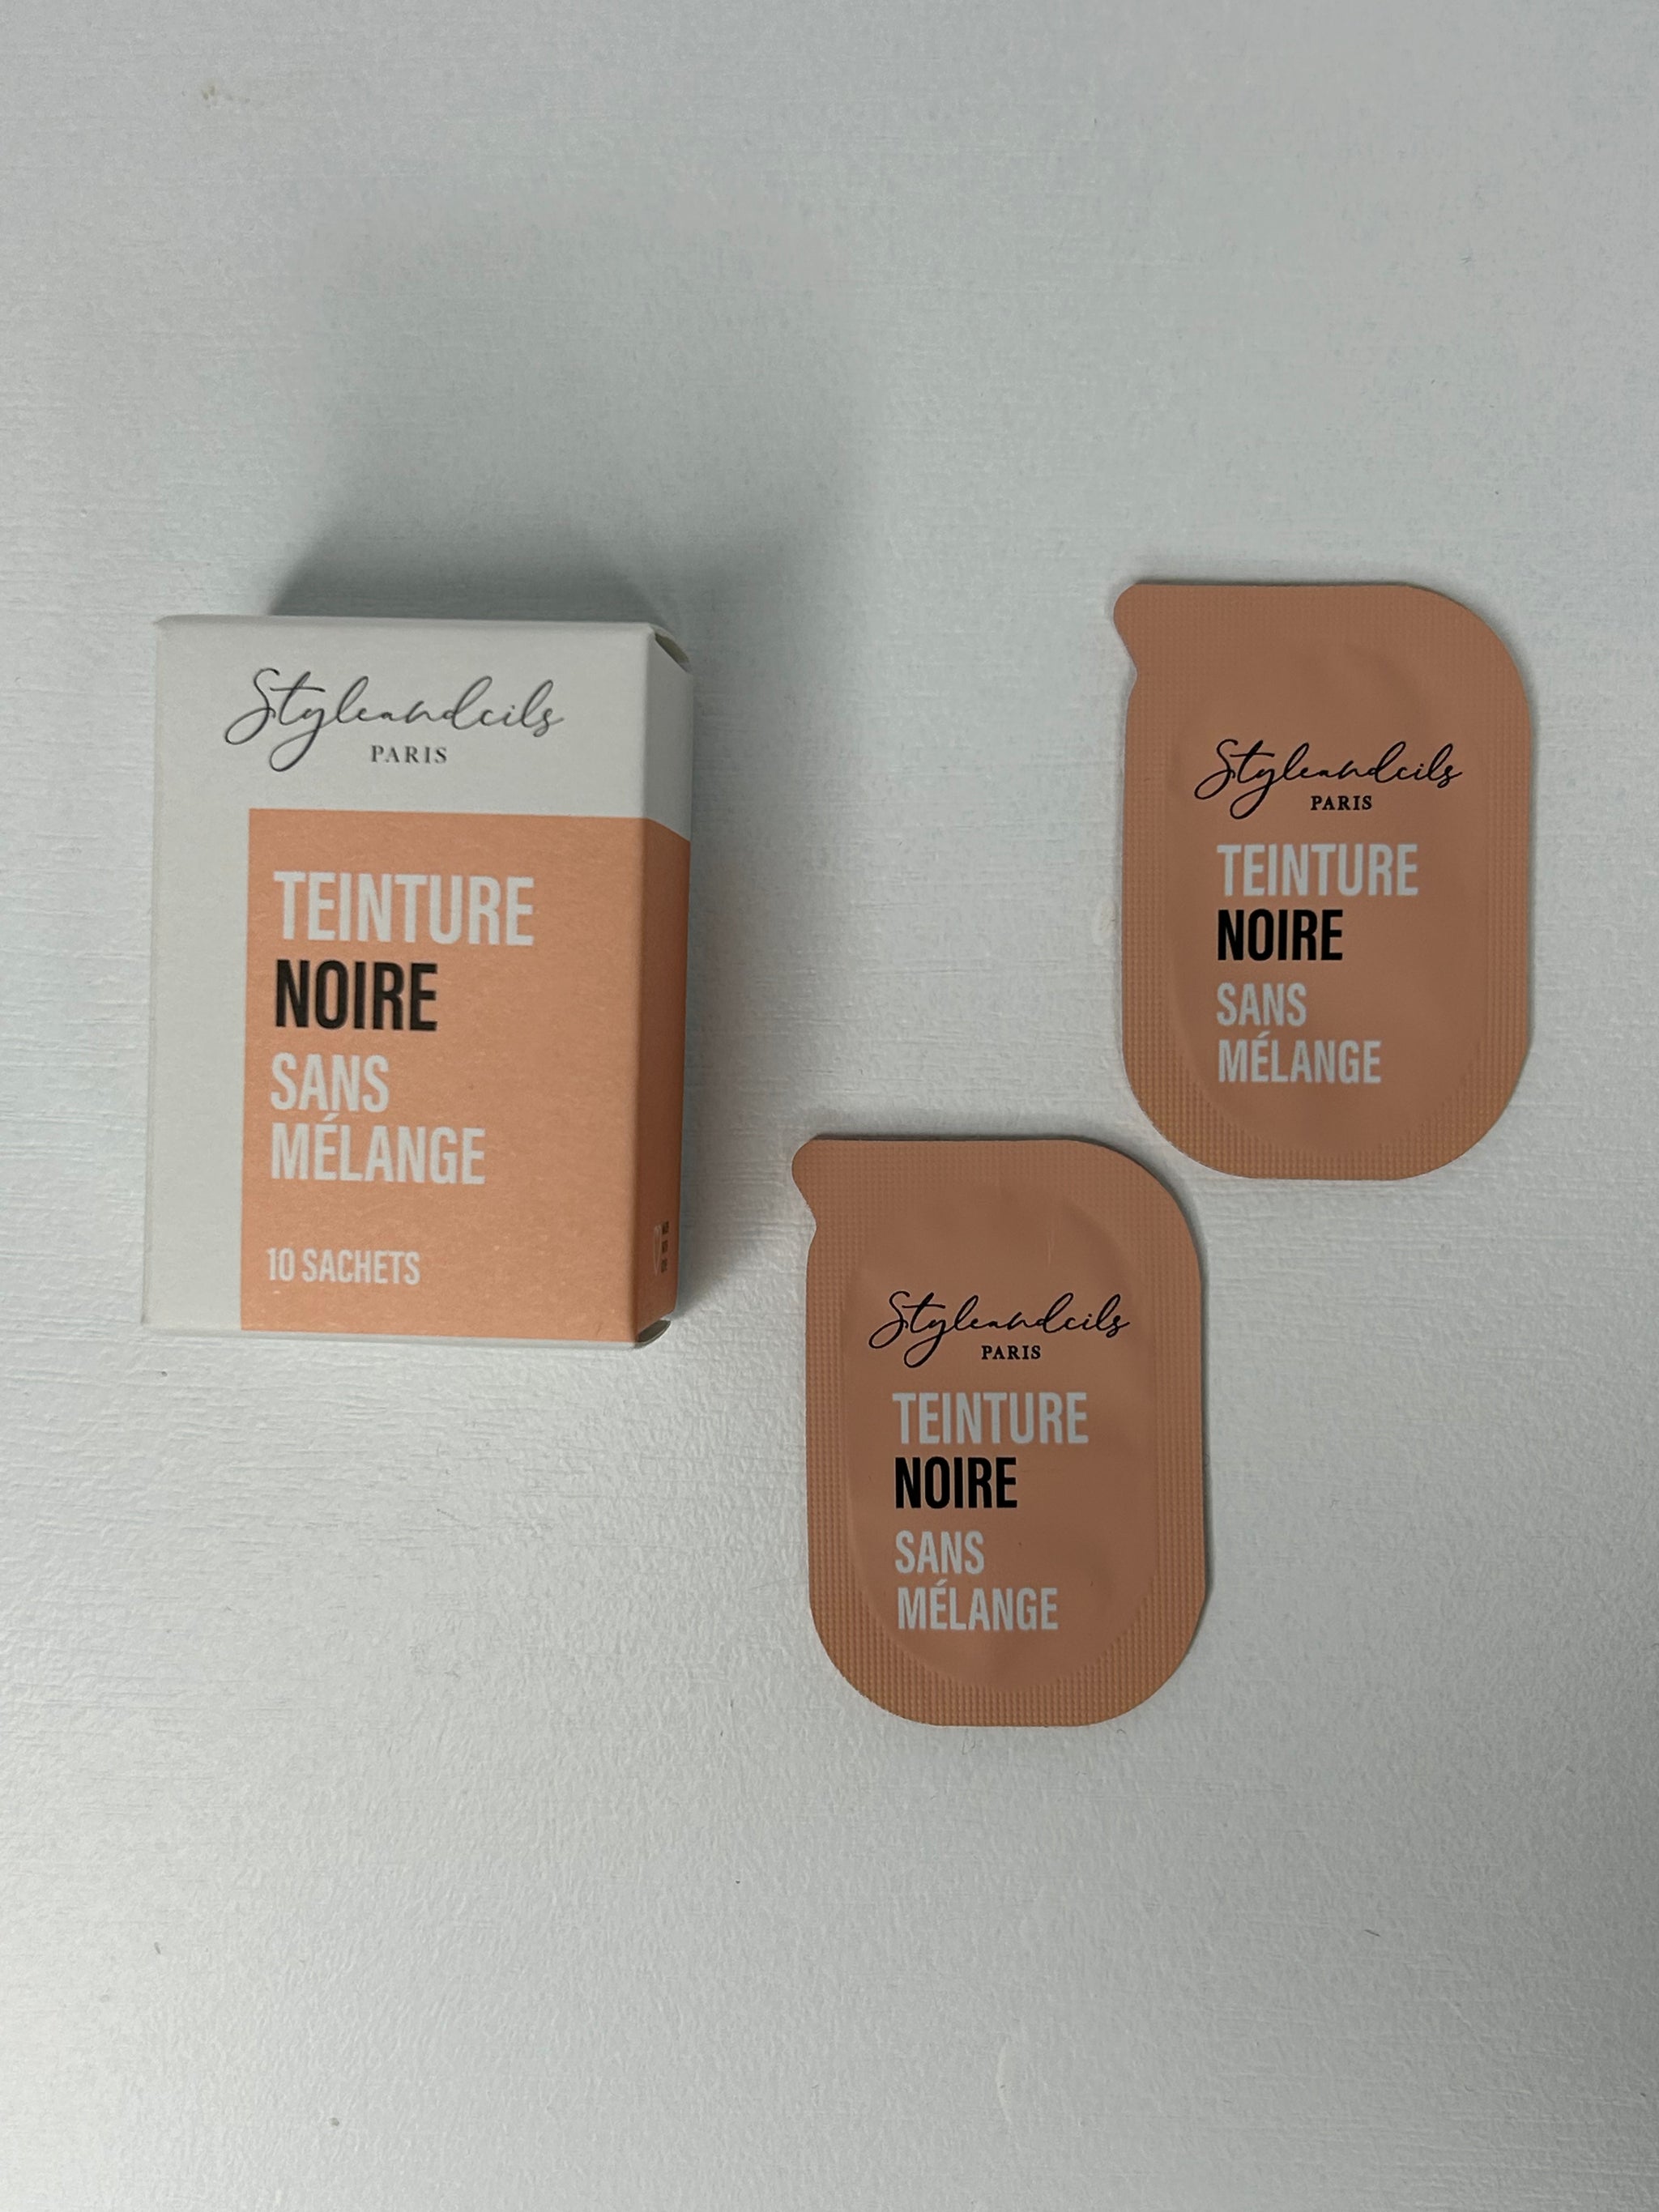 Styleandcils
PARIS
TEINTURE
NOIRE
SANS
MÉLANGE
10 SACHETS
Styleandcils
PARIS
TEINTURE
NOIRE
SANS
MÉLANGE
Styleandcils
PARIS
TEINTURE
NOIRE
SANS
MÉLANGE